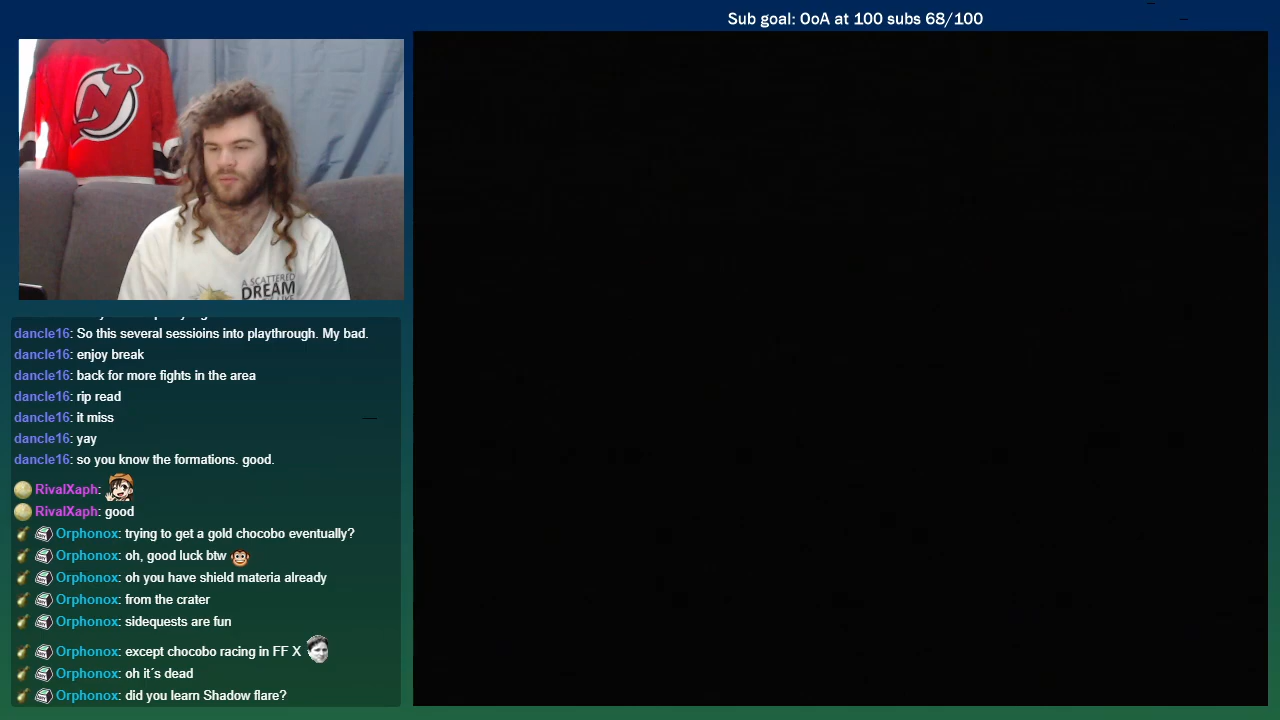 Sub goal: OoA at 100 subs 68/100
A SCATTERED
DREAM
dancle16: So this several sessioins into playthrough. My bad.
dancle16: enjoy break
dancle16: back for more fights in the area
dancle16: rip read
dancle16: it miss
dancle16: yay
dancle16: so you know the formations. good.
RivalXaph:
RivalXaph: good
Orphonox: trying to get a gold chocobo eventually?
Orphonox: oh, good luck btw
Orphonox: oh you have shield materia already
Orphonox: from the crater
Orphonox: sidequests are fun
Orphonox: except chocobo racing in FF X
Orphonox: oh it´s dead
Orphonox: did you learn Shadow flare?